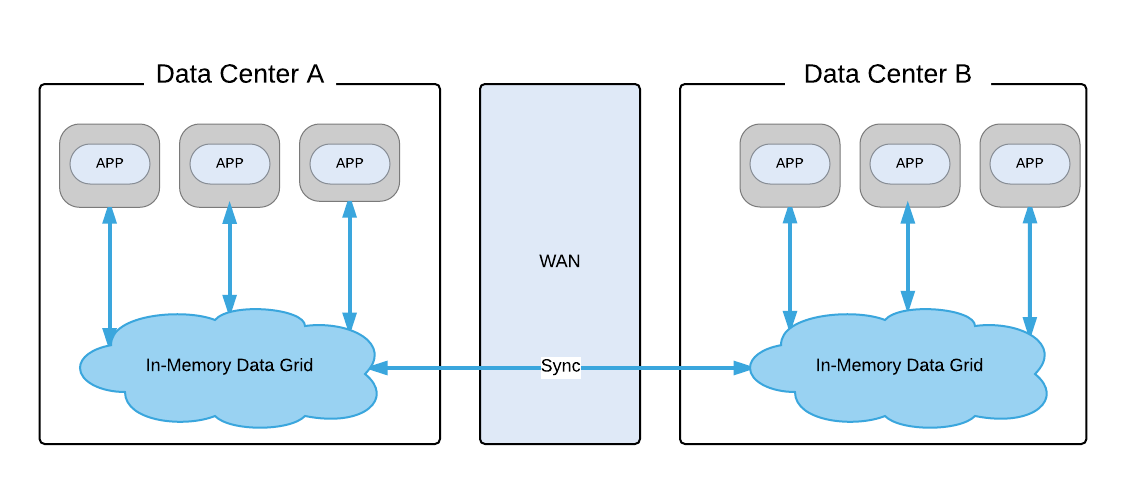 Data Center A
Data Center B
APP
APP
APP
APP
APP
APP
WAN
In-Memory Data Grid
Sync
In-Memory Data Grid